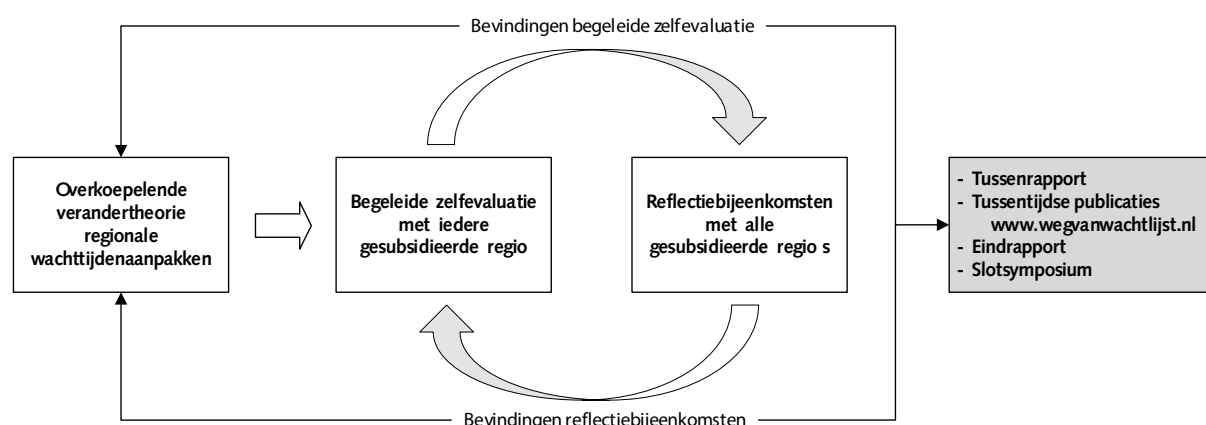 Bevindingen begeleide zelfevaluatie
Overkoepelende
verandertheorie
regionale
wachttijdenaanpakken
Begeleide zelfevaluatie
met iedere
gesubsidieerde regio
Reflectiebijeenkomsten
met alle
gesubsidieerde regio s
- Tussenrapport
- Tussentijdse publicaties
www.wegvanwachtlijst.nl
- Eindrapport
- Slotsymposium
Bevindingen reflectiebijeenkomsten